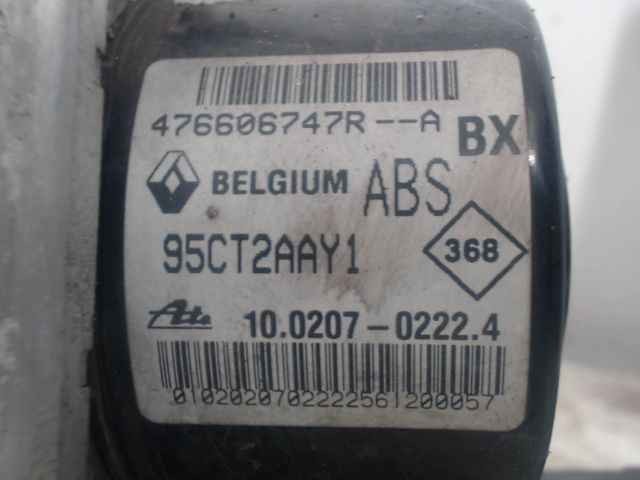 476606747R--A
BX
BELGIUM ABS
95CT2AAY1
368
Ate 10.0207-0222.4
0102020702222561200057